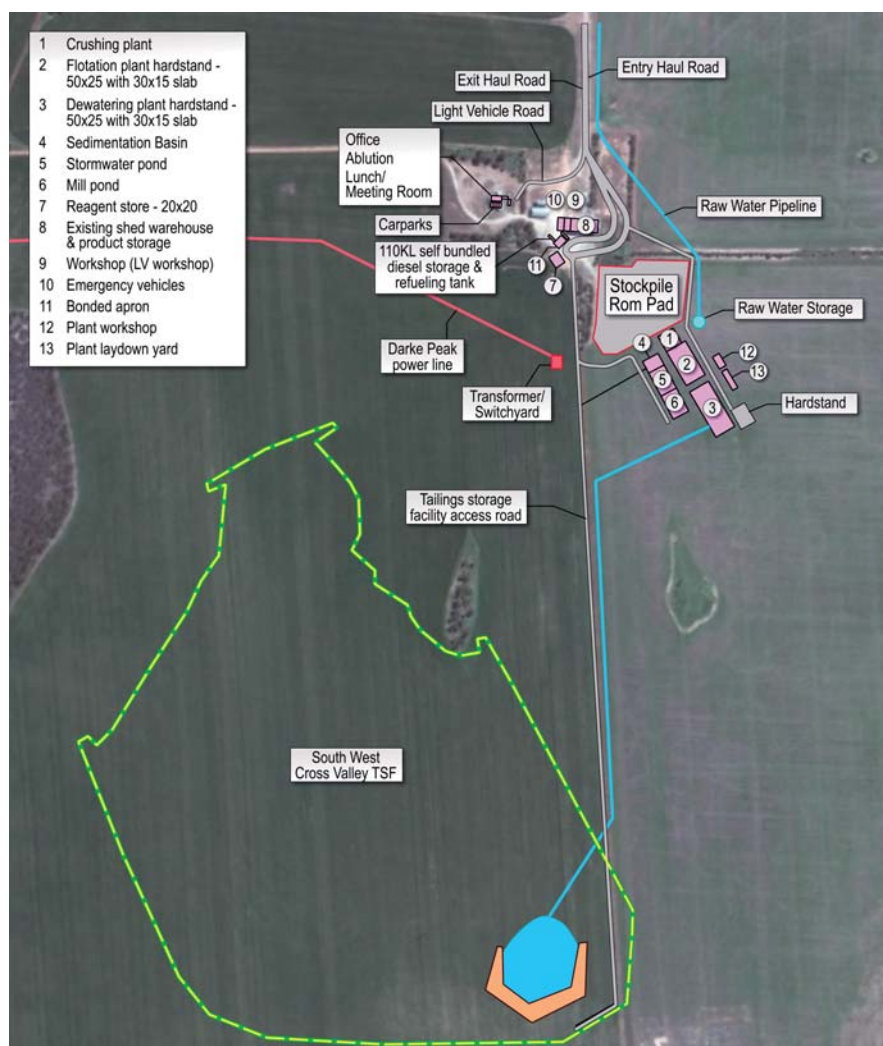 1 Crushing plant
2 Flotation plant hardstand -
50x25 with 30x15 slab
3 Dewatering plant hardstand -
50x25 with 30x15 slab
4 Sedimentation Basin
5 Stormwater pond
6 Mill pond
7 Reagent store - 20x20
8 Existing shed warehouse
& product storage
9 Workshop (LV workshop)
10 Emergency vehicles
11 Bonded apron
12 Plant workshop
13 Plant laydown yard
Exit Haul Road
Entry Haul Road
Light Vehicle Road
Office
Ablution
Lunch/
Meeting Room
Carparks
10
9
8
Raw Water Pipeline
110KL self bundled
diesel storage &
refueling tank
11
7
Stockpile
Rom Pad
Raw Water Storage
Darke Peak
power line
Transformer/
Switchyard
4
1
2
12
13
5
6
3
Hardstand
Tailings storage
facility access road
South West
Cross Valley TSF